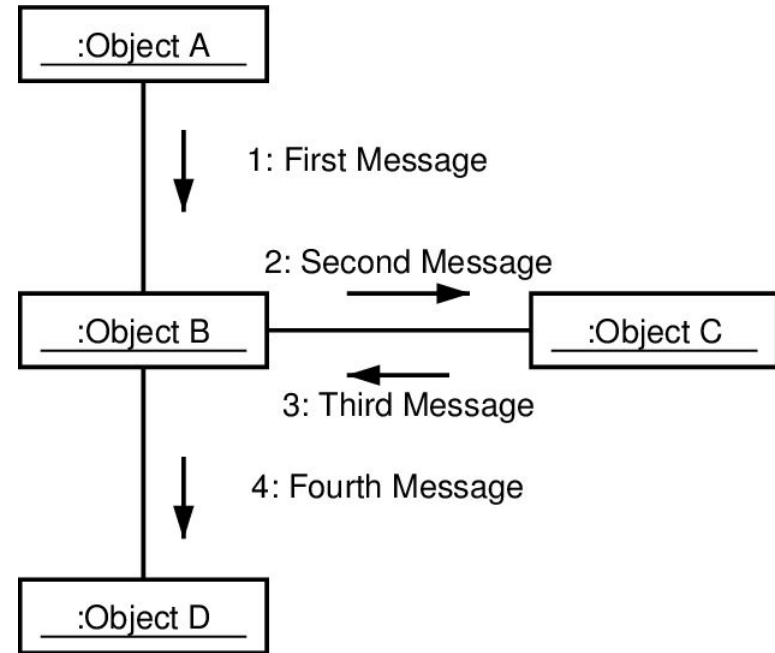 :Object A
1: First Message
2: Second Message
:Object B
:Object C
3: Third Message
4: Fourth Message
:Object D